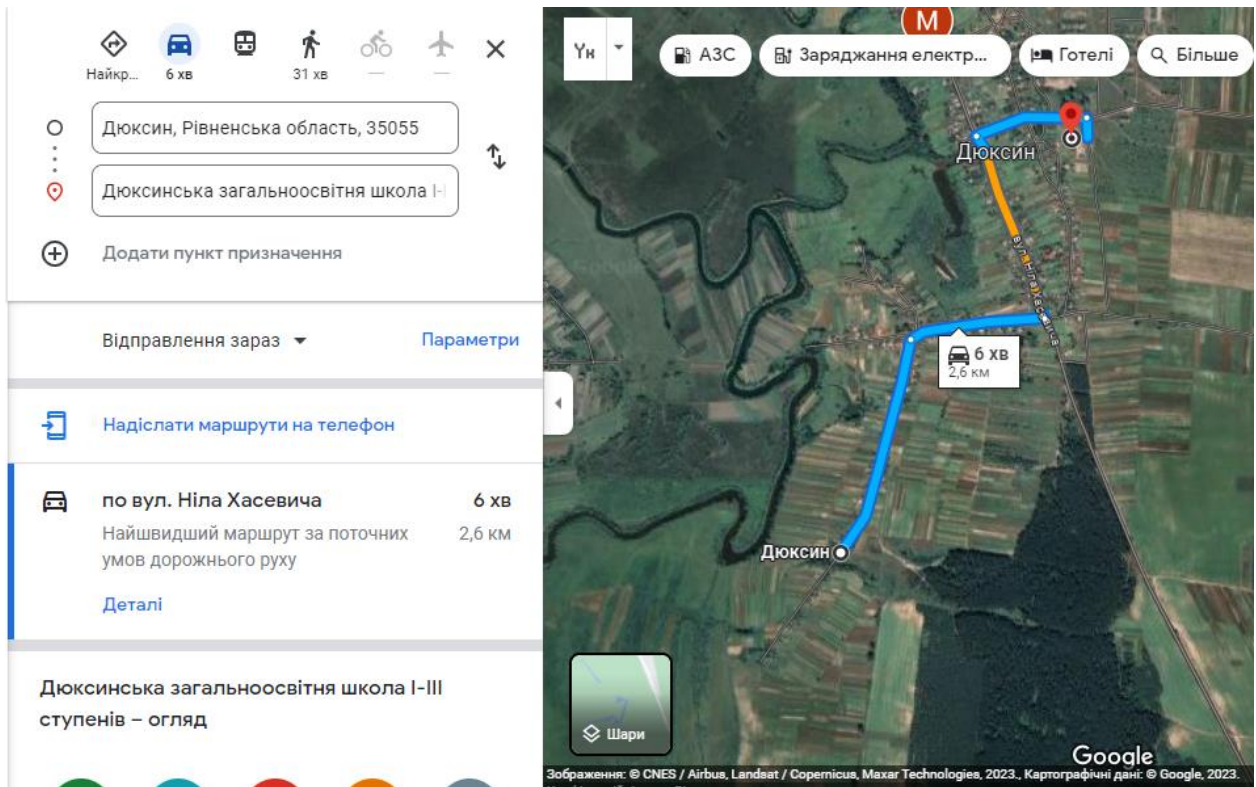 Найкр...
6 хв
31 хв
Дюксин, Рівненська область, 35055
Дюксинська загальноосвітня школа I-
Додати пункт призначення
Відправлення зараз
Параметри
Надіслати маршрути на телефон
по вул. Ніла Хасевича
6 хв
Найшвидший маршрут за поточних
2,6 км
умов дорожнього руху
Деталі
Дюксинська загальноосвітня школа I-III
ступенів – огляд
М
АЗС
Заряджання електр...
Готелі
Більше
Дюксин
вул. Ніла Хасевича
6 хв
2,6 км
Дюксин
Шари
Google
Зображення: © CNES / Airbus, Landsat / Copernicus, Maxar Technologies, 2023., Картографічні дані: © Google, 2023.